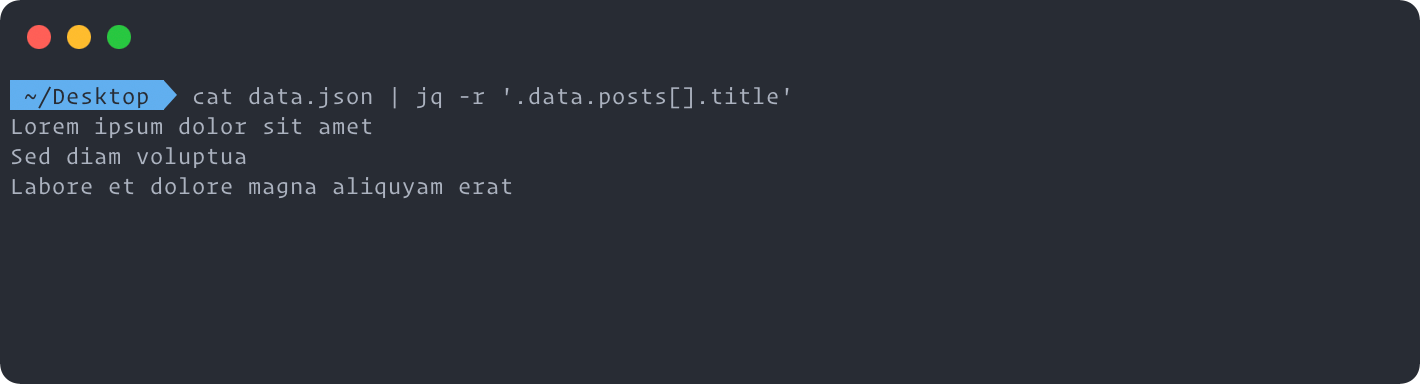 ~/Desktop cat data.json | jq -r '.data.posts[].title'
Lorem ipsum dolor sit amet
Sed diam voluptua
Labore et dolore magna aliquyam erat